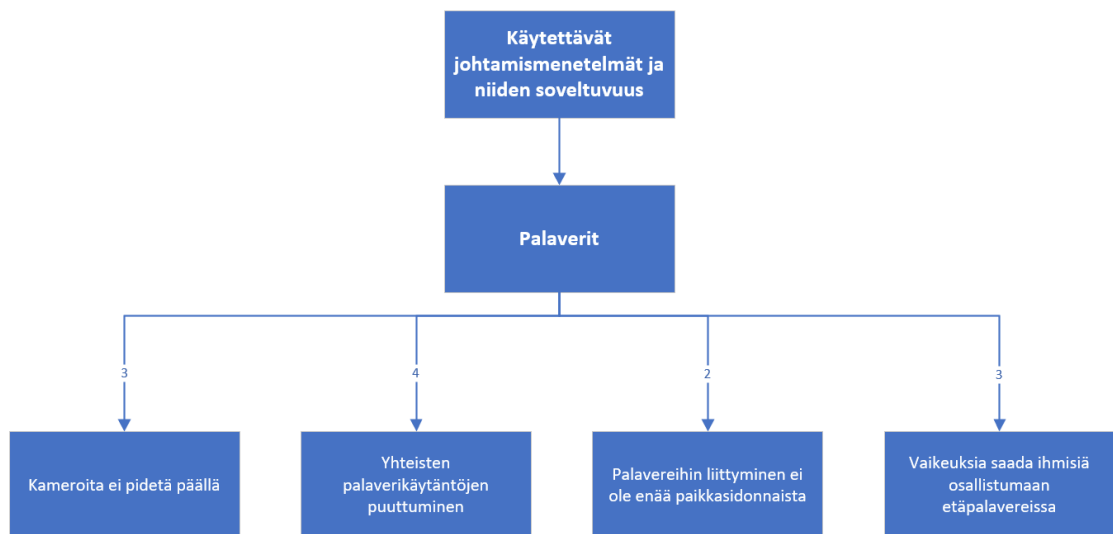 Käytettävät
johtamismenetelmät ja
niiden soveltuvuus
Palaverit
3
4
2
3
Kameroita ei pidetä päällä
Yhteisten
palaverikäytäntöjen
puuttuminen
Palavereihin liittyminen ei
ole enää paikkasidonnaista
Vaikeuksia saada ihmisiä
osallistumaan
etäpalavereissa